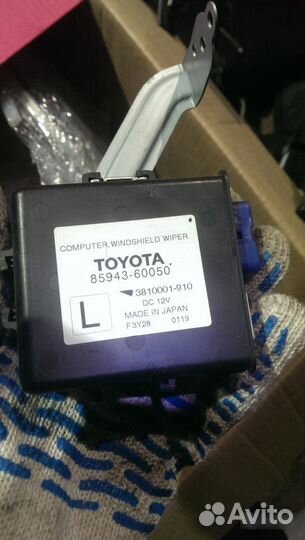 COMPUTER, WINDSHIELD WIPER
TOYOTA
85943-60050
3810001-910
L
DC 12V
MADE IN JAPAN
F3Y28 0119
Avito